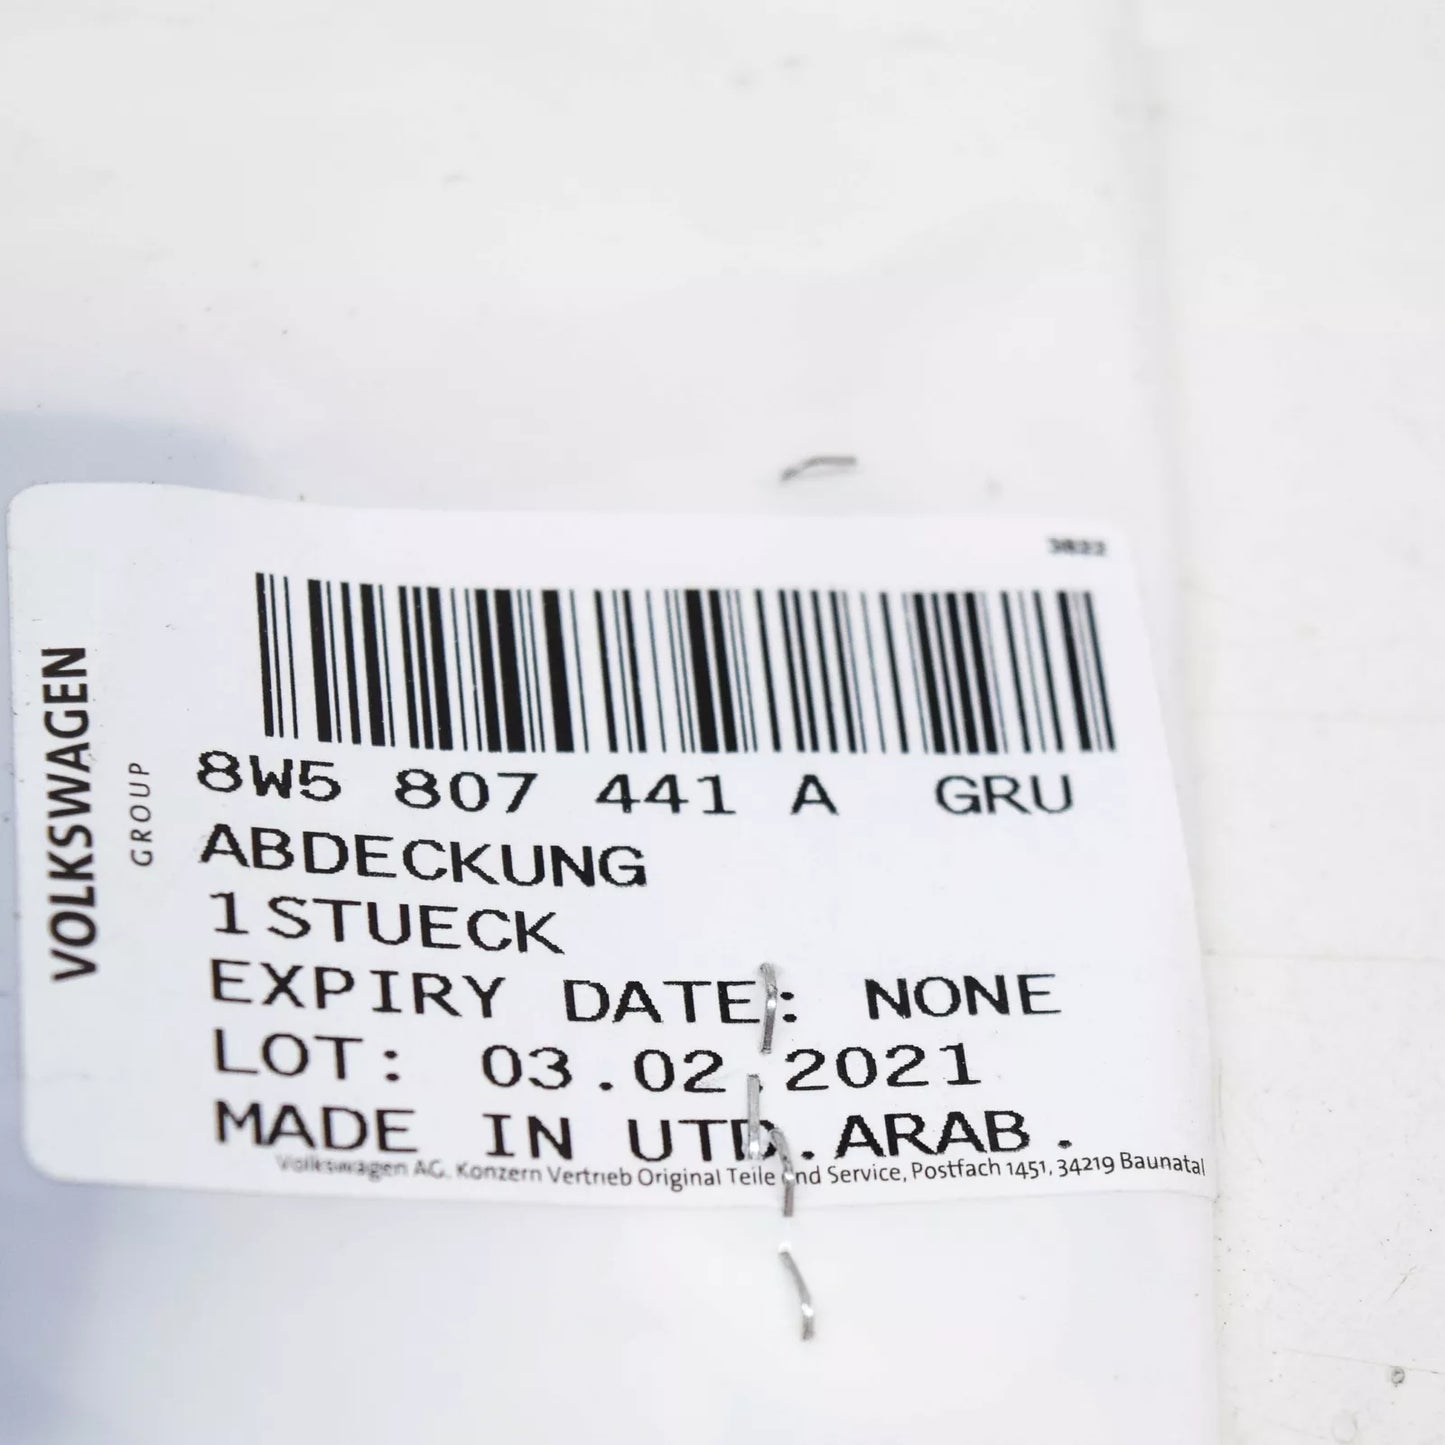 3822
VOLKSWAGEN
GROUP
8W5 807 441 A GRU
ABDECKUNG
1STUECK
EXPIRY DATE: NONE
LOT: 03.02.2021
MADE IN UTD.ARAB.
Volkswagen AG. Konzern Vertrieb Original Teile und Service, Postfach 1451, 34219 Baunatal